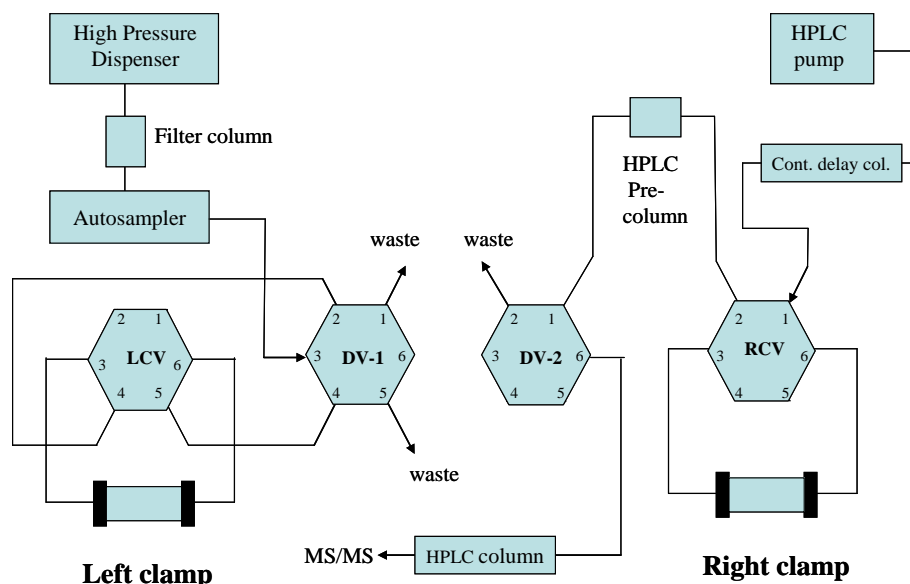 High Pressure
Dispenser
HPLC
pump
Filter column
HPLC
Pre-
column
Cont. delay col.
Autosampler
waste
waste
2 1
3 LCV 6
4 5
2 1
3 DV-1 6
4 5
2 1
3 DV-2 6
4 5
2 1
3 RCV 6
4 5
waste
MS/MS
HPLC column
Left clamp
Right clamp